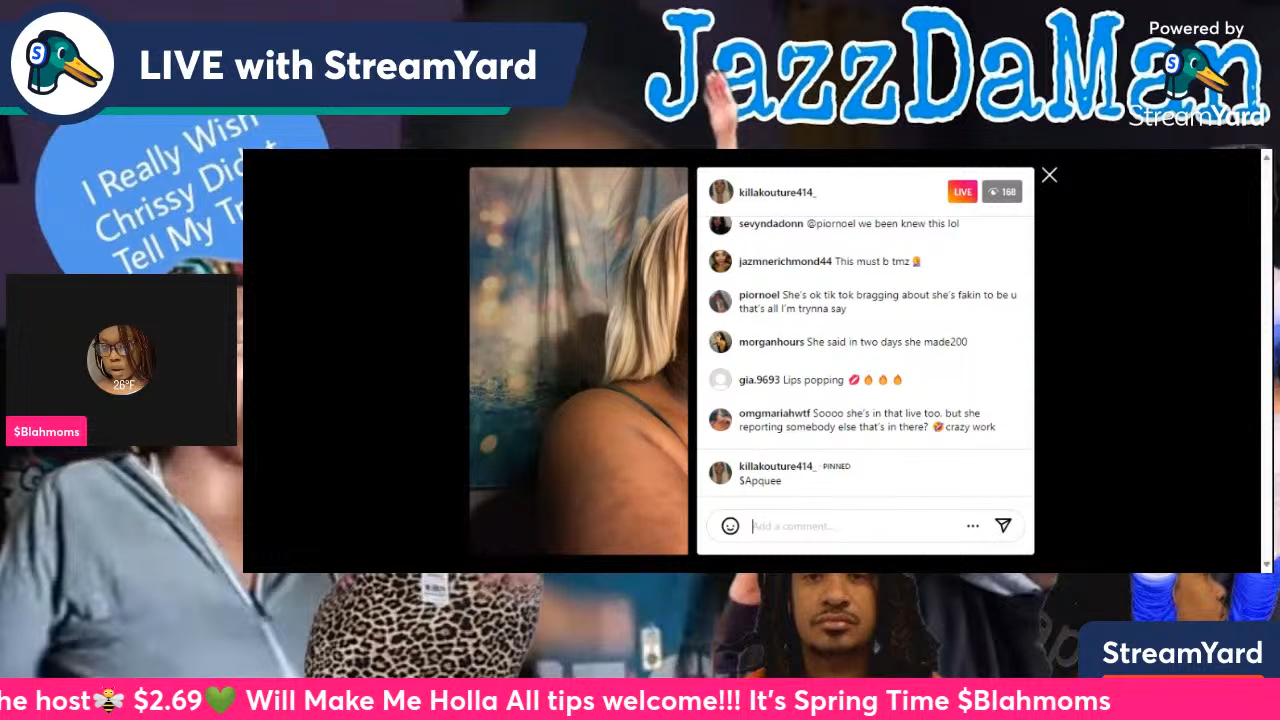 LIVE with StreamYard
JazzDaMan
Powered by
StreamYard
I Really Wish
Chrissy
Tell My
killakouture414_
LIVE
168
sevyndadonn @piornoel we been knew this lol
jazmnerichmond44 This must b tmz 🤦‍♀️
piornoel She's ok tik tok bragging about she's fakin to be u
that's all I'm trynna say
morganhours She said in two days she made200
gia.9693 Lips popping 💋🔥🔥🔥
omgmariahwtf Soooo she's in that live too, but she
reporting somebody else that's in there? 🤣 crazy work
killakouture414_ · PINNED
$Apquee
Add a comment...
26°F
$Blahmoms
StreamYard
he host🐝 $2.69💚 Will Make Me Holla All tips welcome!!! It's Spring Time $Blahmoms